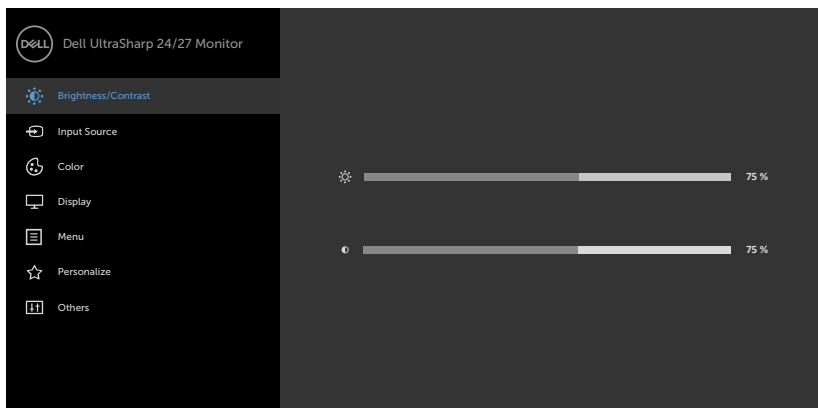 DELL
Dell UltraSharp 24/27 Monitor
Brightness/Contrast
Input Source
Color
75 %
Display
Menu
75 %
Personalize
Others